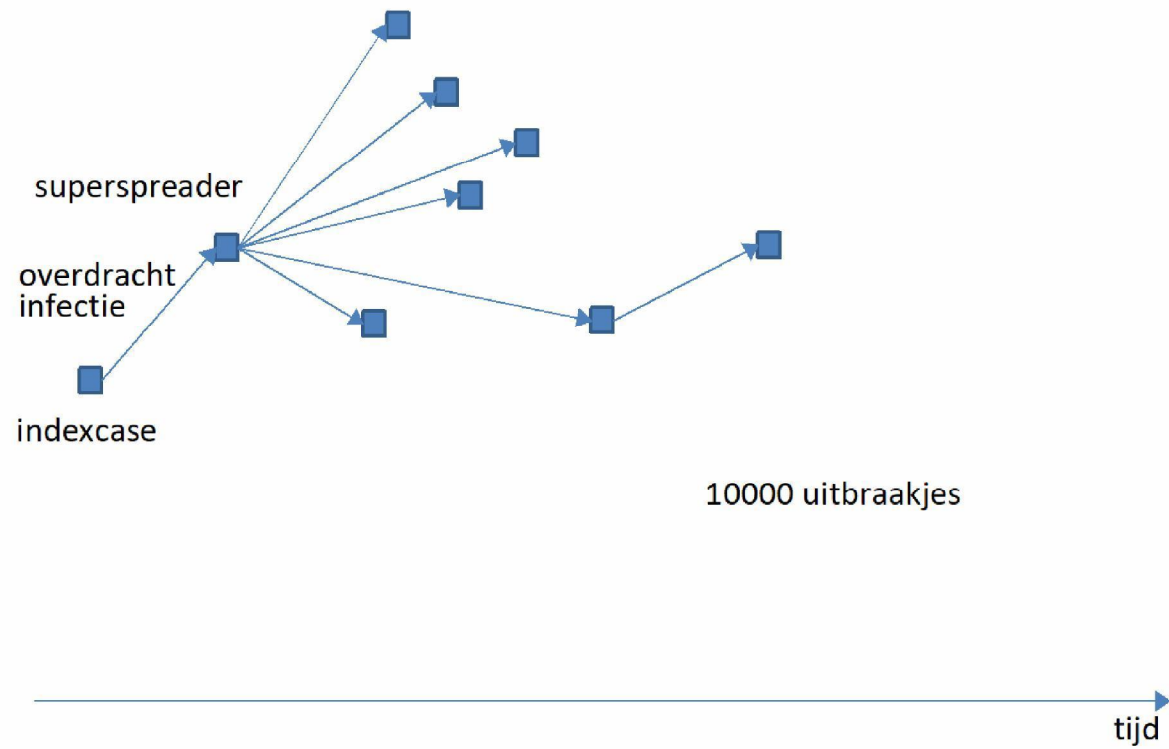 superspreader
overdracht
infectie
indexcase
10000 uitbraakjes
tijd